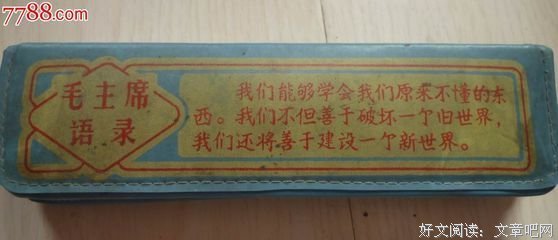 7788.com
毛主席
语录
我们能够学会我们原来不懂的东
西。我们不但善于破坏一个旧世界，
我们还将善于建设一个新世界。
好文阅读：文章吧网